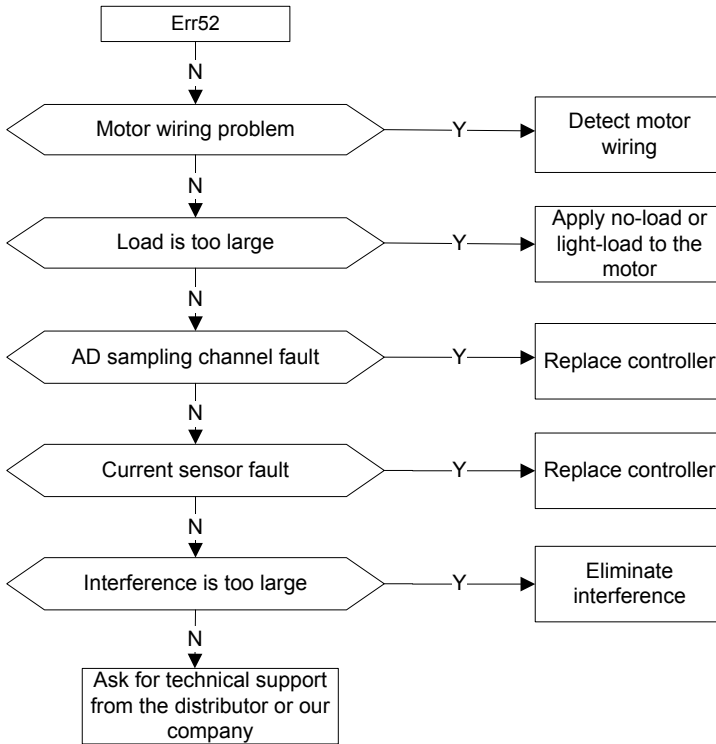 Err52
N
Motor wiring problem
Y
Detect motor
wiring
N
Load is too large
Y
Apply no-load or
light-load to the
motor
N
AD sampling channel fault
Y
Replace controller
N
Current sensor fault
Y
Replace controller
N
Interference is too large
Y
Eliminate
interference
N
Ask for technical support
from the distributor or our
company